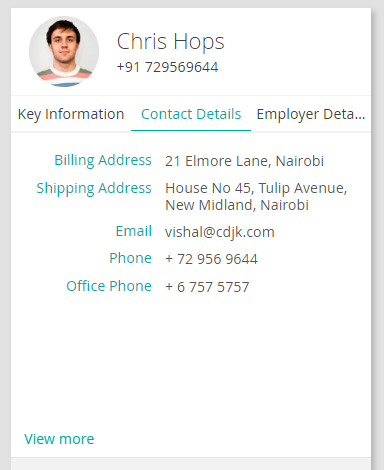 Chris Hops
+91 729569644
Key Information Contact Details Employer Deta...
Billing Address 21 Elmore Lane, Nairobi
Shipping Address House No 45, Tulip Avenue,
New Midland, Nairobi
Email vishal@cdjk.com
Phone + 72 956 9644
Office Phone + 6 757 5757
View more